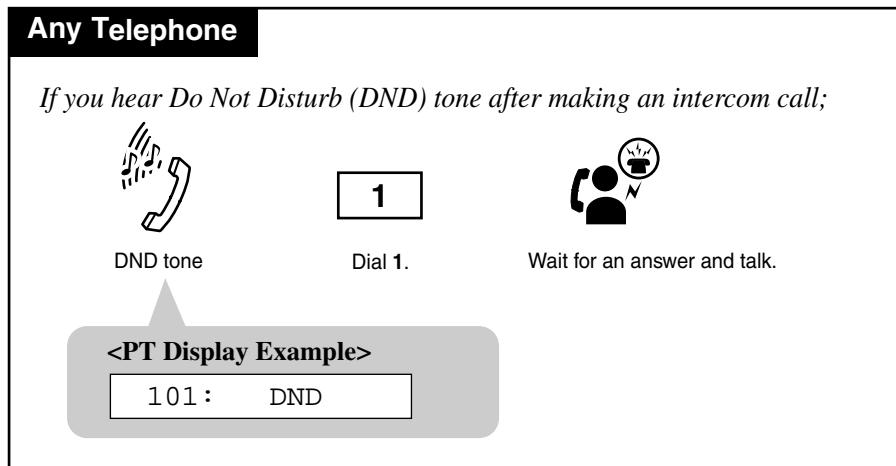 Any Telephone
If you hear Do Not Disturb (DND) tone after making an intercom call;
1
DND tone
Dial 1.
Wait for an answer and talk.
<PT Display Example>
101: DND